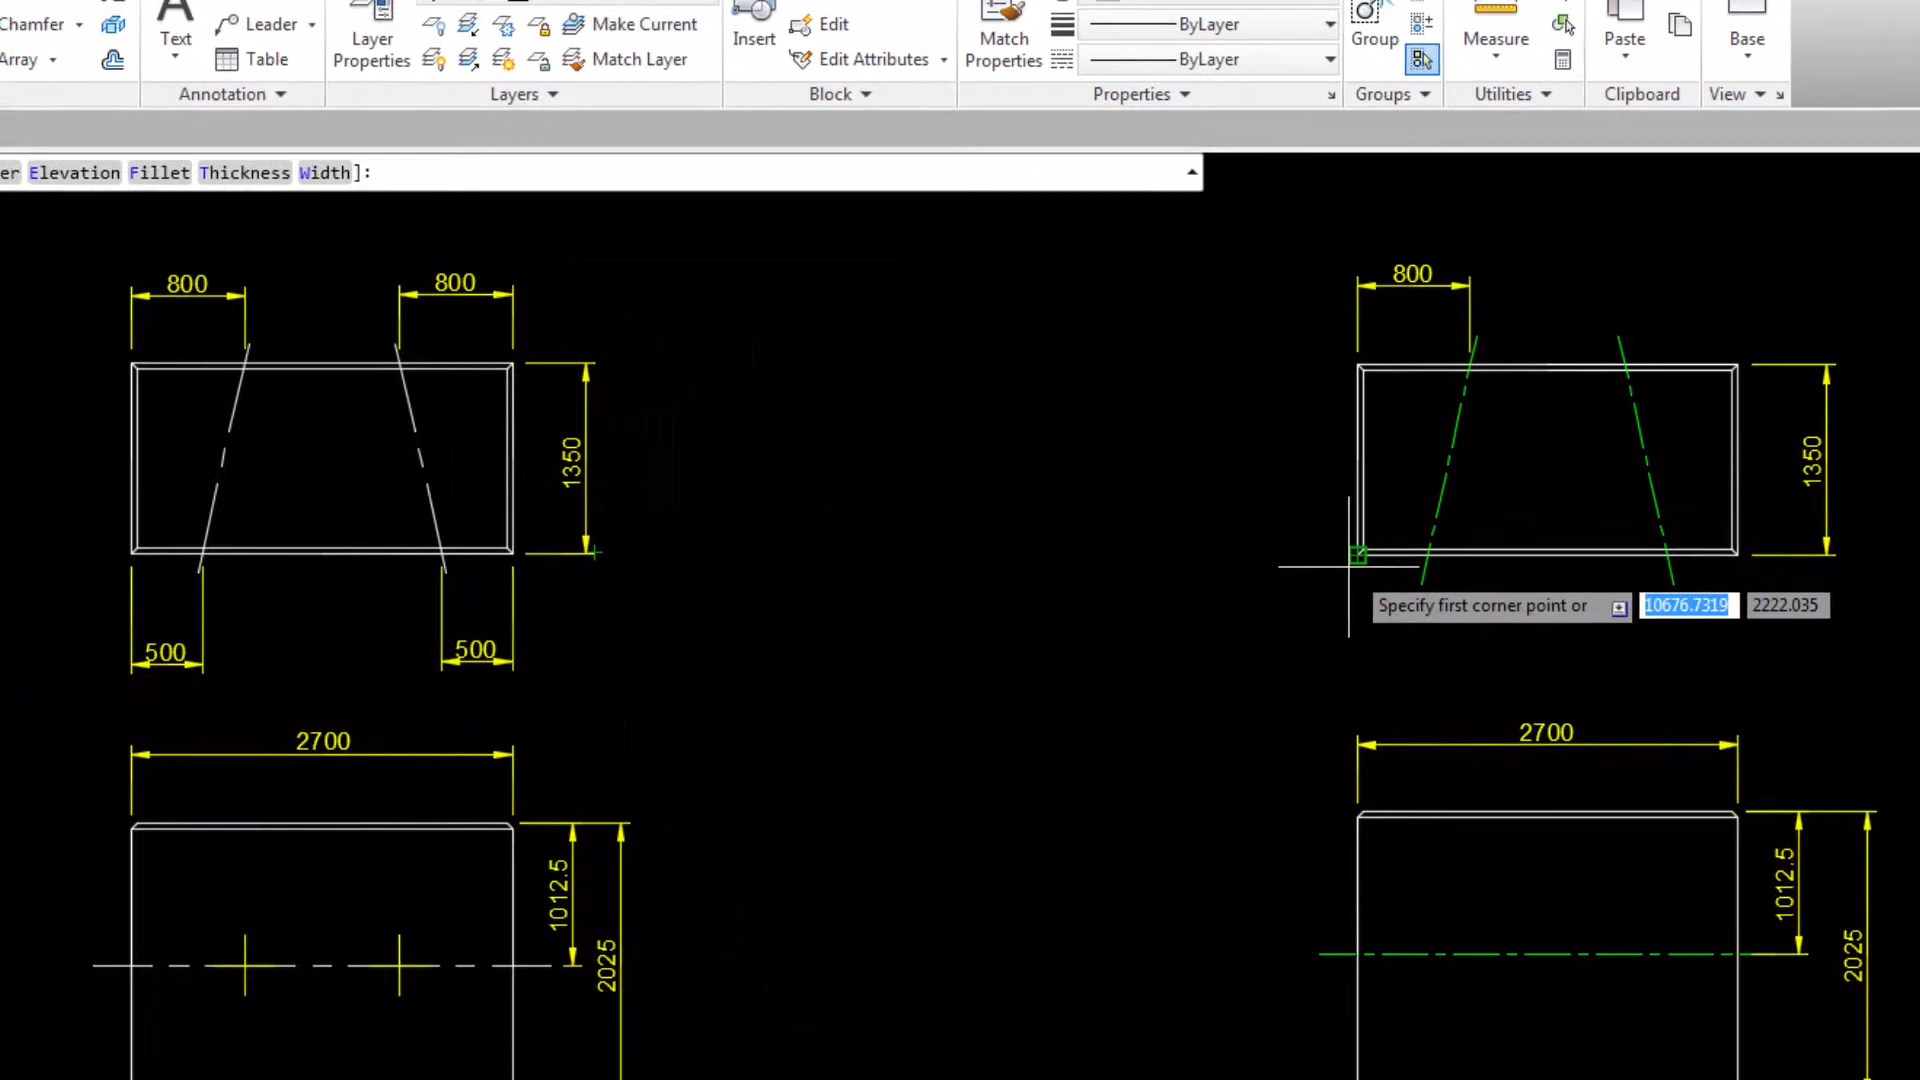 Chamfer
Array
Text
Leader
Table
Annotation
Layer
Properties
Make Current
Match Layer
Layers
Insert
Edit
Edit Attributes
Block
Match
Properties
ByLayer
ByLayer
Properties
Group
Groups
Measure
Utilities
Paste
Clipboard
Base
View
er Elevation Fillet Thickness Width]:
800 800
800
1350
1350
Specify first corner point or 10676.7319 2222.035
500 500
2700
2700
1012.5
2025
1012.5
2025